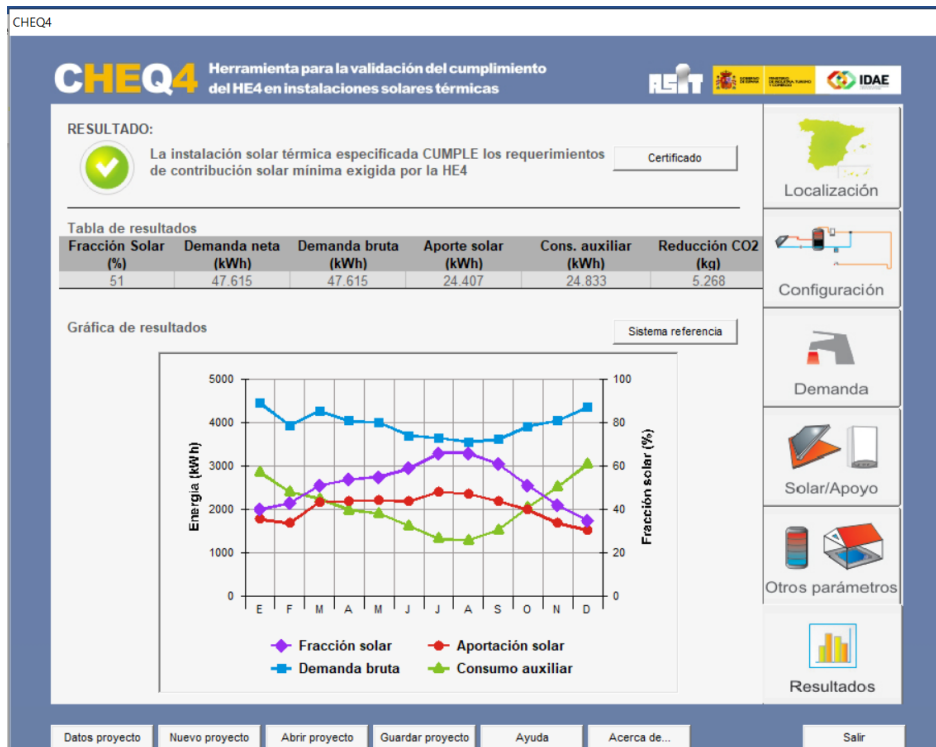 CHEQ4
CHEQ4
Herramienta para la validación del cumplimiento
del HE4 en instalaciones solares térmicas
ASIT
IDAE
RESULTADO:
La instalación solar térmica especificada CUMPLE los requerimientos
de contribución solar mínima exigida por la HE4
Certificado
Tabla de resultados
Fracción Solar Demanda neta Demanda bruta Aporte solar Cons. auxiliar Reducción CO2
(%) (kWh) (kWh) (kWh) (kWh) (kg)
51 47.615 47.615 24.407 24.833 5.268
Gráfica de resultados
Sistema referencia
5000 100
4000 80
3000 60
2000 40
1000 20
0 0
Energía (kWh)
Fracción solar (%)
E F M A M J J A S O N D
Fracción solar Aportación solar
Demanda bruta Consumo auxiliar
Localización
Configuración
Demanda
Solar/Apoyo
Otros parámetros
Resultados
Datos proyecto Nuevo proyecto Abrir proyecto Guardar proyecto Ayuda Acerca de... Salir